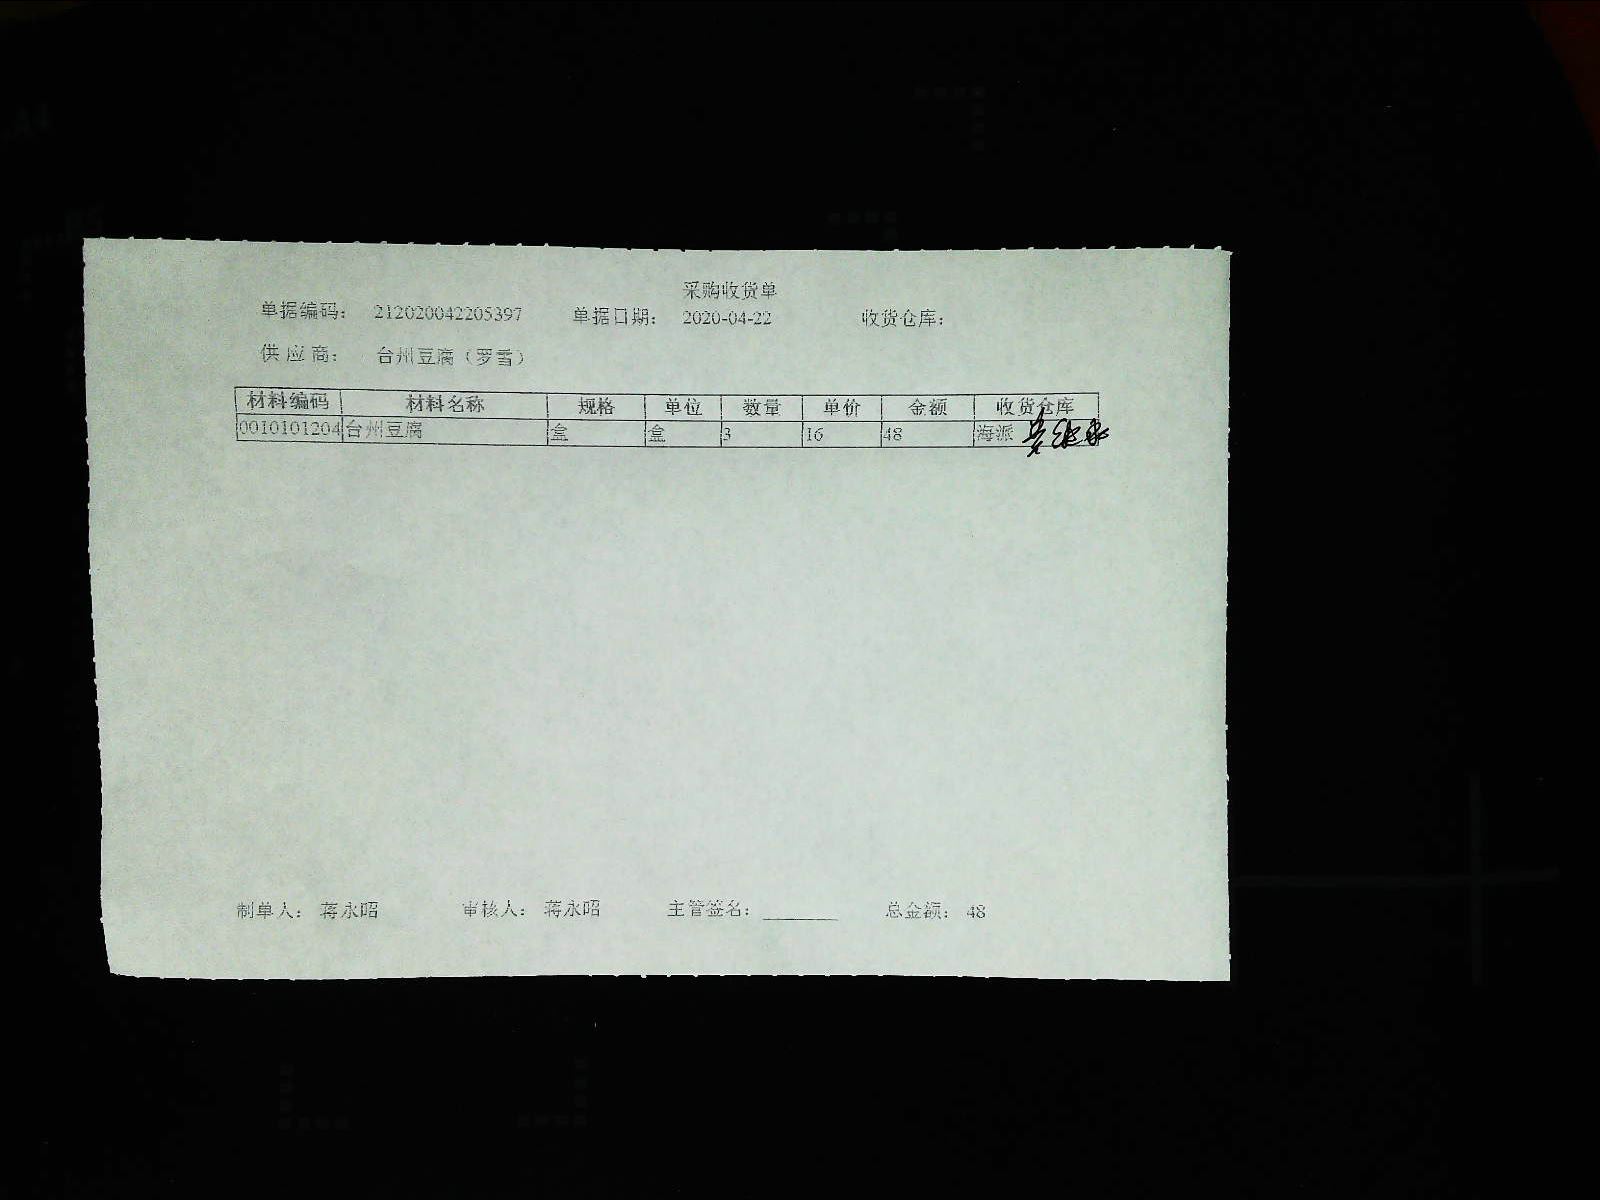 采购收货单
单据编码： 212020042205397 单据日期： 2020-04-22 收货仓库：
供应商： 台州豆腐（罗雪）
材料编码 材料名称 规格 单位 数量 单价 金额 收货仓库
0010101204 台州豆腐 盒 盒 3 16 48 海派
制单人： 蒋永昭 审核人： 蒋永昭 主管签名： 总金额： 48